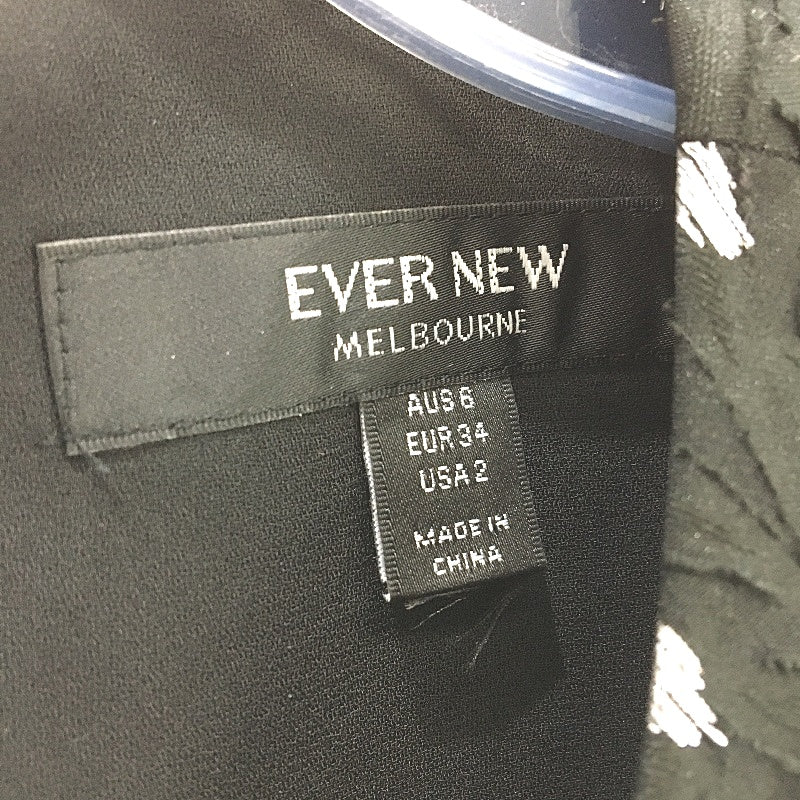 EVER NEW
MELBOURNE
AUS 6
EUR 34
USA 2
MADE IN
CHINA